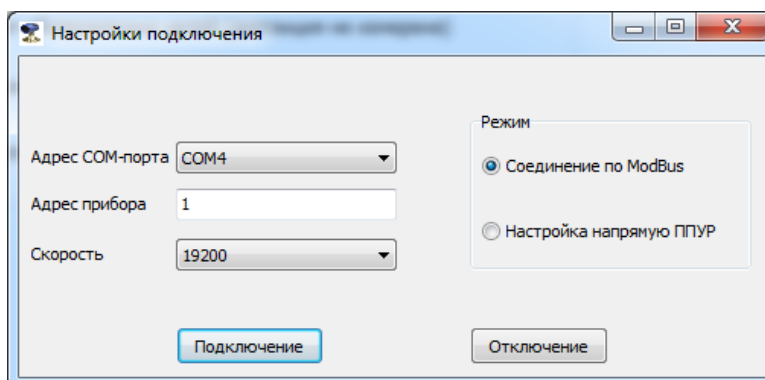 Настройки подключения
Адрес COM-порта COM4
Адрес прибора 1
Скорость 19200
Режим
Соединение по ModBus
Настройка напрямую ППУР
Подключение Отключение